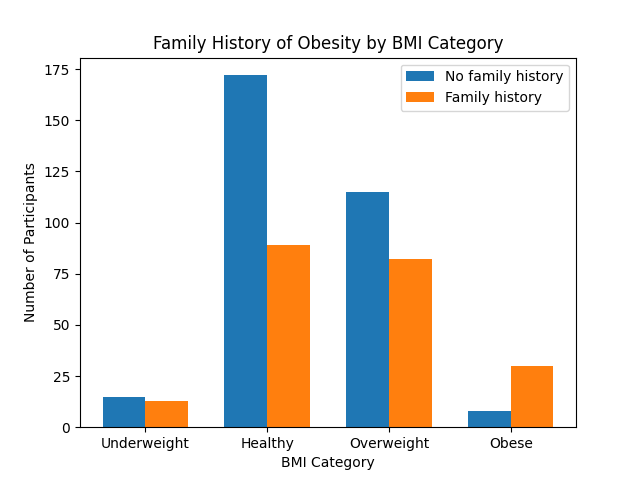 Family History of Obesity by BMI Category
No family history
Family history
Number of Participants
175
150
125
100
75
50
25
0
Underweight
Healthy
Overweight
Obese
BMI Category